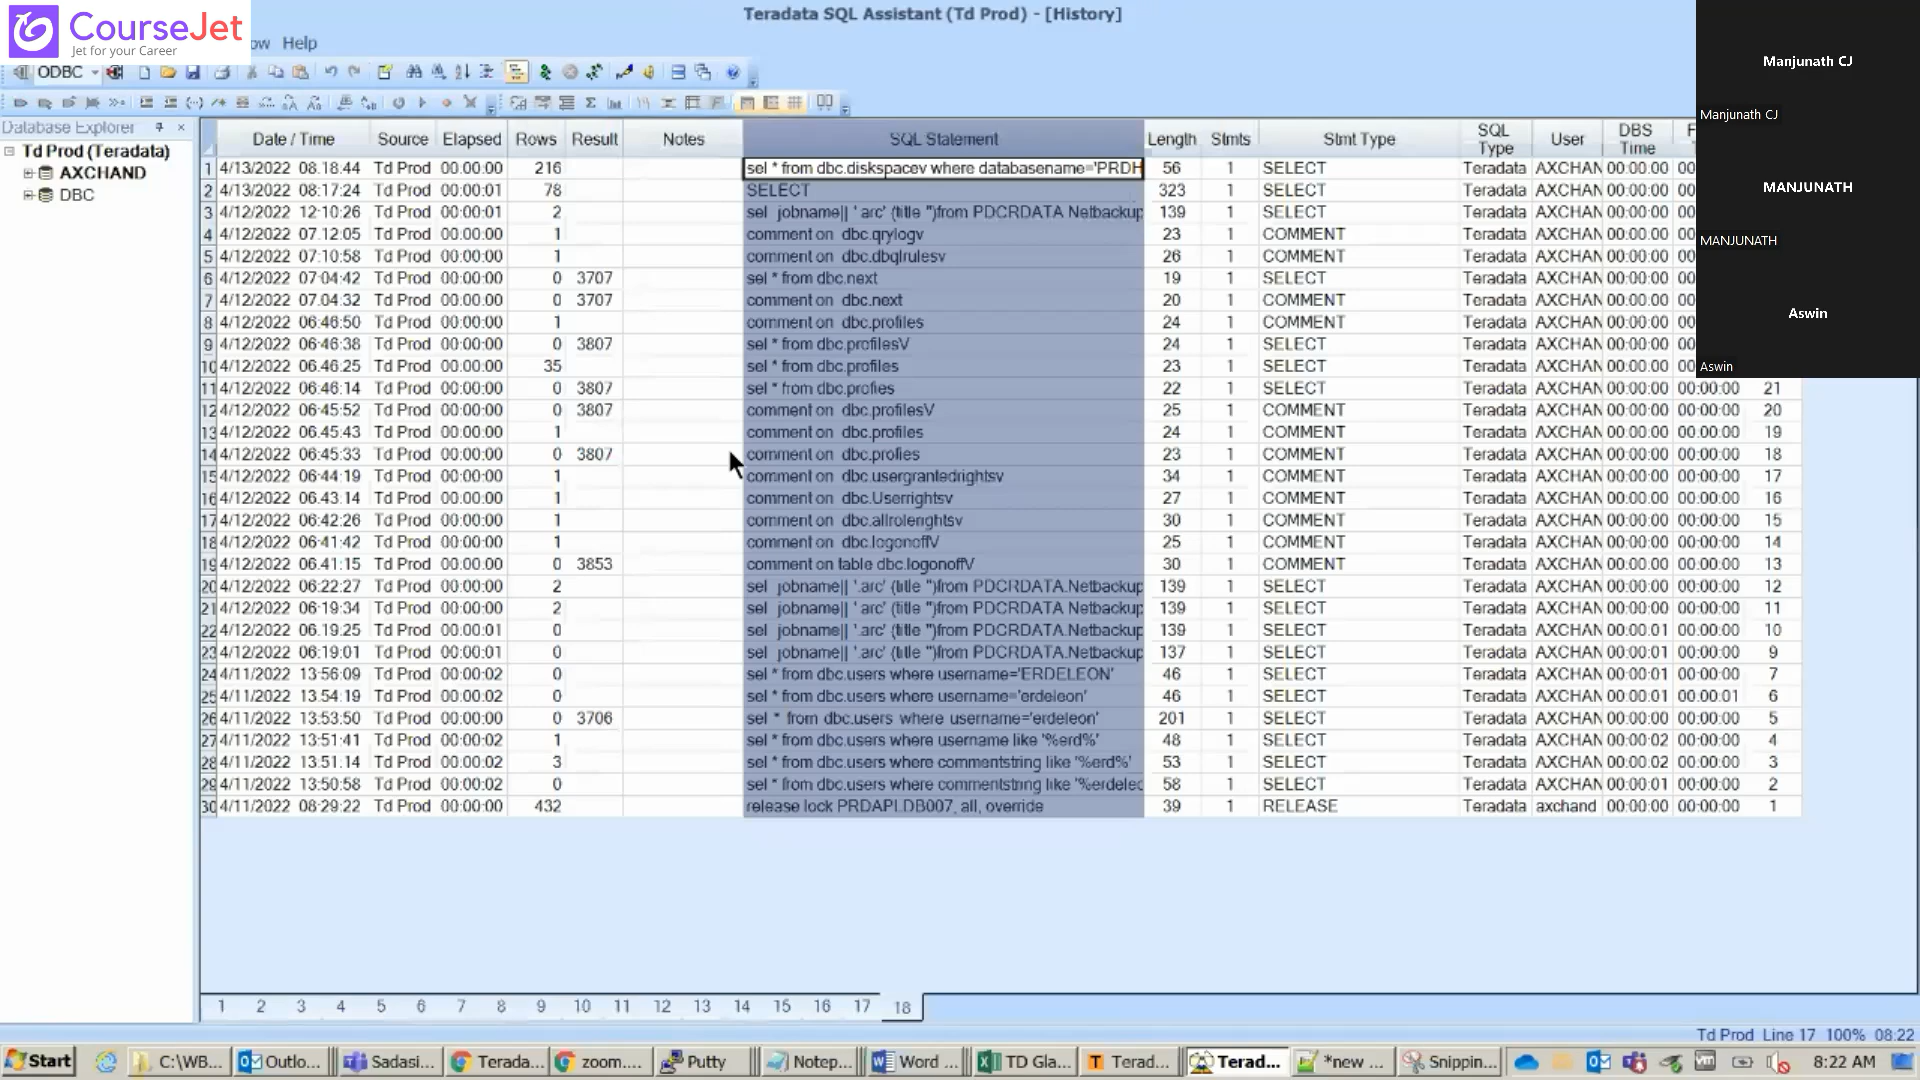 CourseJet
Jet for your Career
Teradata SQL Assistant (Td Prod) - [History]
ow Help
ODBC
Database Explorer
Td Prod (Teradata)
AXCHAND
DBC
Date / Time Source Elapsed Rows Result Notes SQL Statement Length Stmts Stmt Type SQL Type User DBS Time F
1 4/13/2022 08:18:44 Td Prod 00:00:00 216 sel * from dbc.diskspacev where databasename='PRDH 56 1 SELECT Teradata AXCHAN 00:00:00 00
2 4/13/2022 08:17:24 Td Prod 00:00:01 78 SELECT 323 1 SELECT Teradata AXCHAN 00:00:00 00
3 4/12/2022 12:10:26 Td Prod 00:00:01 2 sel jobname|| '.arc' (title '')from PDCRDATA.Netbackup 139 1 SELECT Teradata AXCHAN 00:00:00 00
4 4/12/2022 07:12:05 Td Prod 00:00:00 1 comment on dbc.qrylogv 23 1 COMMENT Teradata AXCHAN 00:00:00 00
5 4/12/2022 07:10:58 Td Prod 00:00:00 1 comment on dbc.dbqlrulesv 26 1 COMMENT Teradata AXCHAN 00:00:00 00
6 4/12/2022 07:04:42 Td Prod 00:00:00 0 3707 sel * from dbc.next 19 1 SELECT Teradata AXCHAN 00:00:00 00
7 4/12/2022 07:04:32 Td Prod 00:00:00 0 3707 comment on dbc.next 20 1 COMMENT Teradata AXCHAN 00:00:00 00
8 4/12/2022 06:46:50 Td Prod 00:00:00 1 comment on dbc.profiles 24 1 COMMENT Teradata AXCHAN 00:00:00 00
9 4/12/2022 06:46:38 Td Prod 00:00:00 0 3807 sel * from dbc.profilesV 24 1 SELECT Teradata AXCHAN 00:00:00 00
10 4/12/2022 06:46:25 Td Prod 00:00:00 35 sel * from dbc.profiles 23 1 SELECT Teradata AXCHAN 00:00:00 00
11 4/12/2022 06:46:14 Td Prod 00:00:00 0 3807 sel * from dbc.profies 22 1 SELECT Teradata AXCHAN 00:00:00 00:00:00 21
12 4/12/2022 06:45:52 Td Prod 00:00:00 0 3807 comment on dbc.profilesV 25 1 COMMENT Teradata AXCHAN 00:00:00 00:00:00 20
13 4/12/2022 06:45:43 Td Prod 00:00:00 1 comment on dbc.profiles 24 1 COMMENT Teradata AXCHAN 00:00:00 00:00:00 19
14 4/12/2022 06:45:33 Td Prod 00:00:00 0 3807 comment on dbc.profies 23 1 COMMENT Teradata AXCHAN 00:00:00 00:00:00 18
15 4/12/2022 06:44:19 Td Prod 00:00:00 1 comment on dbc.usergrantedrightsv 34 1 COMMENT Teradata AXCHAN 00:00:00 00:00:00 17
16 4/12/2022 06:43:14 Td Prod 00:00:00 1 comment on dbc.Userrightsv 27 1 COMMENT Teradata AXCHAN 00:00:00 00:00:00 16
17 4/12/2022 06:42:26 Td Prod 00:00:00 1 comment on dbc.allrolerightsv 30 1 COMMENT Teradata AXCHAN 00:00:00 00:00:00 15
18 4/12/2022 06:41:42 Td Prod 00:00:00 1 comment on dbc.logonoffV 25 1 COMMENT Teradata AXCHAN 00:00:00 00:00:00 14
19 4/12/2022 06:41:15 Td Prod 00:00:00 0 3853 comment on table dbc.logonoffV 30 1 COMMENT Teradata AXCHAN 00:00:00 00:00:00 13
20 4/12/2022 06:22:27 Td Prod 00:00:00 2 sel jobname|| '.arc' (title '')from PDCRDATA.Netbackup 139 1 SELECT Teradata AXCHAN 00:00:00 00:00:00 12
21 4/12/2022 06:19:34 Td Prod 00:00:00 2 sel jobname|| '.arc' (title '')from PDCRDATA.Netbackup 139 1 SELECT Teradata AXCHAN 00:00:00 00:00:00 11
22 4/12/2022 06:19:25 Td Prod 00:00:01 0 sel jobname|| '.arc' (title '')from PDCRDATA.Netbackup 139 1 SELECT Teradata AXCHAN 00:00:01 00:00:00 10
23 4/12/2022 06:19:01 Td Prod 00:00:01 0 sel jobname|| '.arc' (title '')from PDCRDATA.Netbackup 137 1 SELECT Teradata AXCHAN 00:00:01 00:00:00 9
24 4/11/2022 13:56:09 Td Prod 00:00:02 0 sel * from dbc.users where username='ERDELEON' 46 1 SELECT Teradata AXCHAN 00:00:01 00:00:00 7
25 4/11/2022 13:54:19 Td Prod 00:00:02 0 sel * from dbc.users where username='erdeleon' 46 1 SELECT Teradata AXCHAN 00:00:01 00:00:01 6
26 4/11/2022 13:53:50 Td Prod 00:00:00 0 3706 sel * from dbc.users where username='erdeleon' 201 1 SELECT Teradata AXCHAN 00:00:00 00:00:00 5
27 4/11/2022 13:51:41 Td Prod 00:00:02 1 sel * from dbc.users where username like '%erd%' 48 1 SELECT Teradata AXCHAN 00:00:02 00:00:00 4
28 4/11/2022 13:51:14 Td Prod 00:00:02 3 sel * from dbc.users where commentstring like '%erd%' 53 1 SELECT Teradata AXCHAN 00:00:02 00:00:00 3
29 4/11/2022 13:50:58 Td Prod 00:00:02 0 sel * from dbc.users where commentstring like '%erdelec 58 1 SELECT Teradata AXCHAN 00:00:01 00:00:00 2
30 4/11/2022 08:29:22 Td Prod 00:00:00 432 release lock PRDAPLDB007, all, override 39 1 RELEASE Teradata axchand 00:00:00 00:00:00 1
Manjunath CJ
Manjunath CJ
MANJUNATH
MANJUNATH
Aswin
Aswin
1 2 3 4 5 6 7 8 9 10 11 12 13 14 15 16 17 18
Td Prod Line 17 100% 08:22
Start C:\WB... Outlo... Sadasi... Terada... zoom.... Putty Notep... Word ... TD Gla... Terad... Terad... *new ... Snippin... 8:22 AM